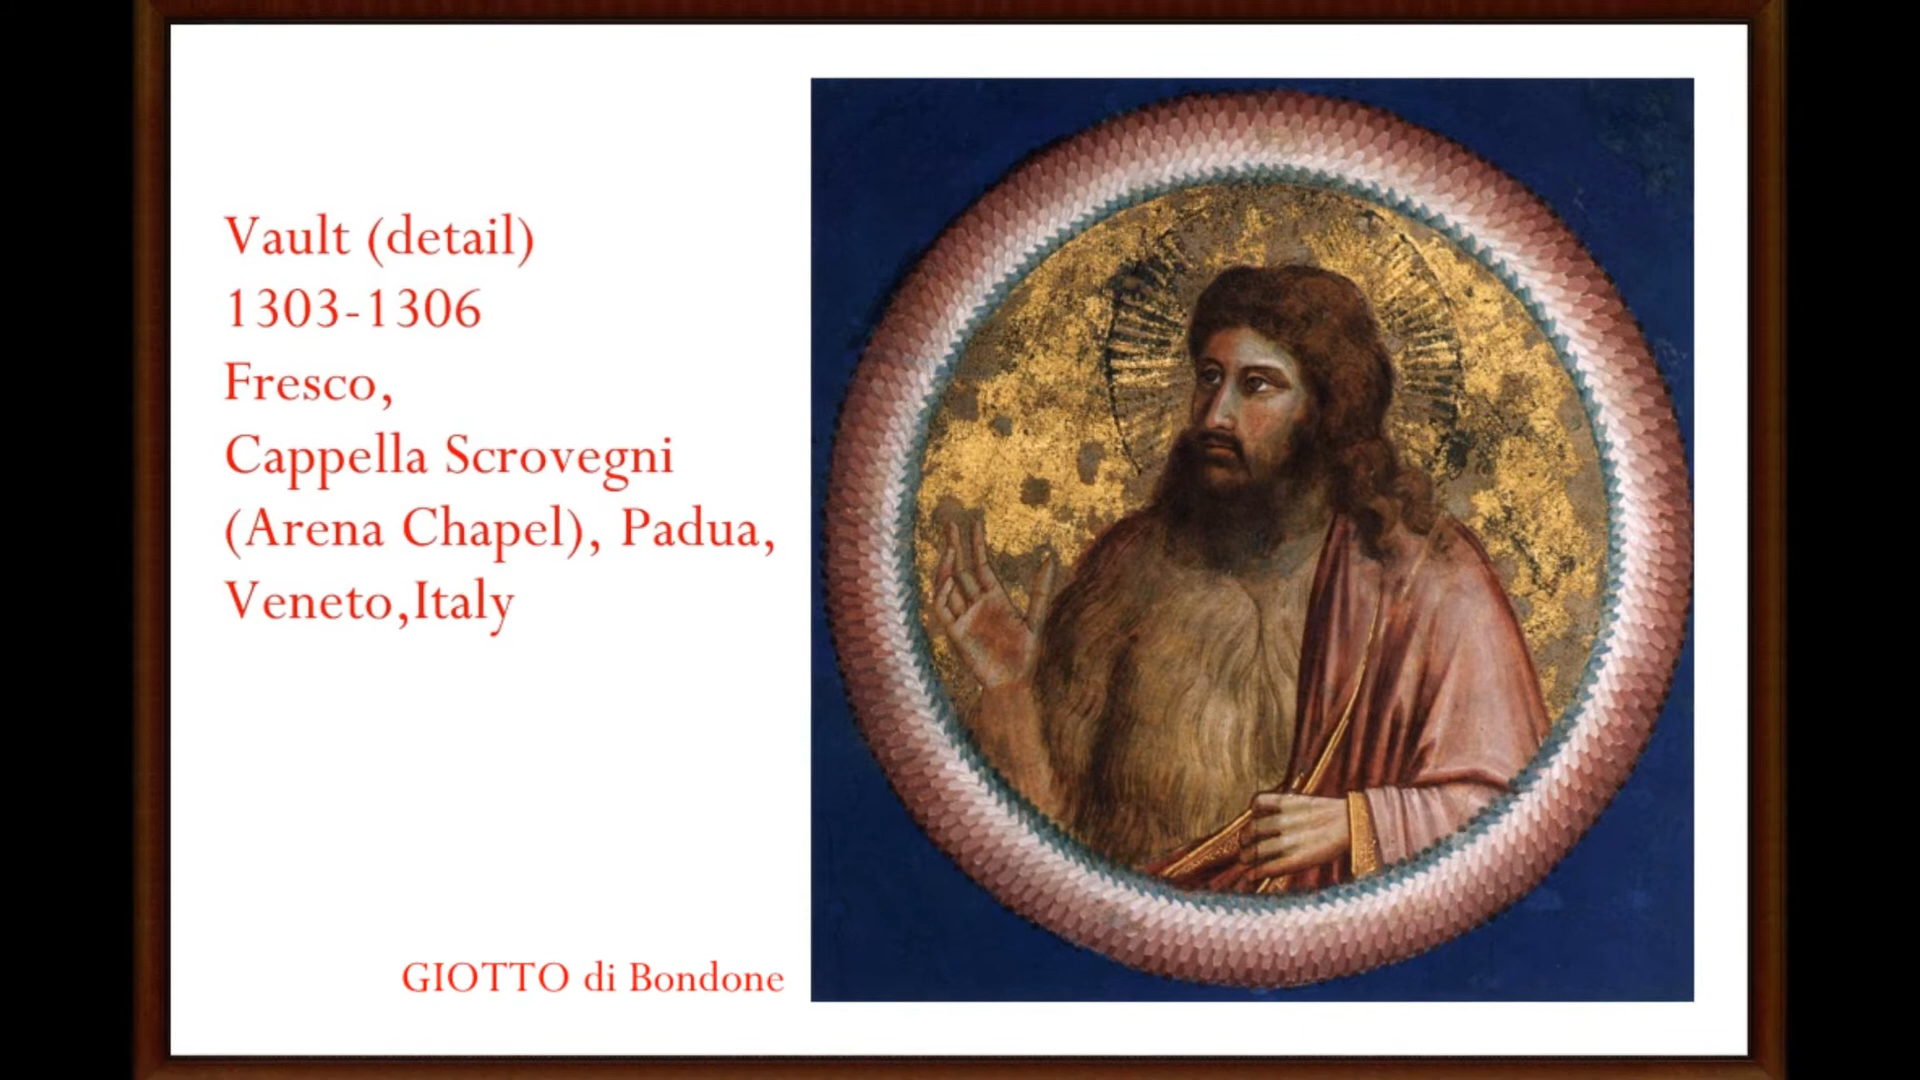 Vault (detail)
1303-1306
Fresco,
Cappella Scrovegni
(Arena Chapel), Padua,
Veneto,Italy
GIOTTO di Bondone